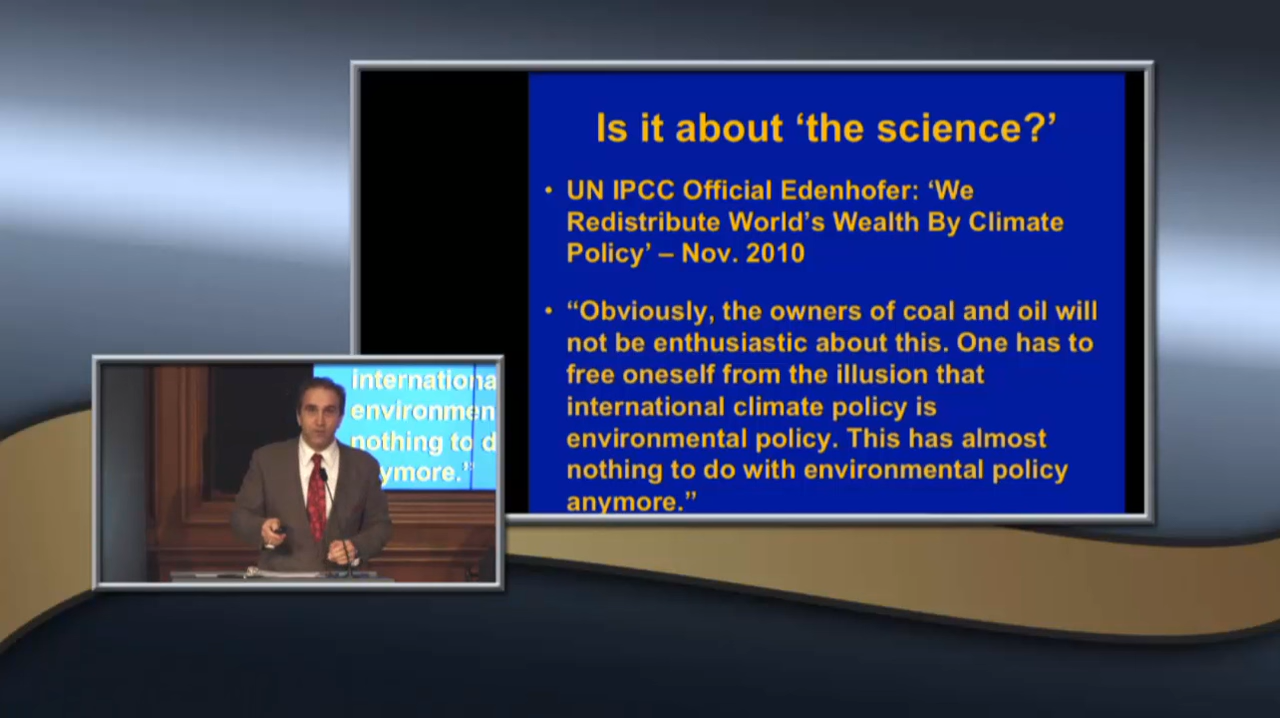 Is it about ‘the science?’
• UN IPCC Official Edenhofer: ‘We
Redistribute World’s Wealth By Climate
Policy’ – Nov. 2010
• “Obviously, the owners of coal and oil will
not be enthusiastic about this. One has to
free oneself from the illusion that
international climate policy is
environmental policy. This has almost
nothing to do with environmental policy
anymore.”
internationa
environmen
nothing to d
ymore.”